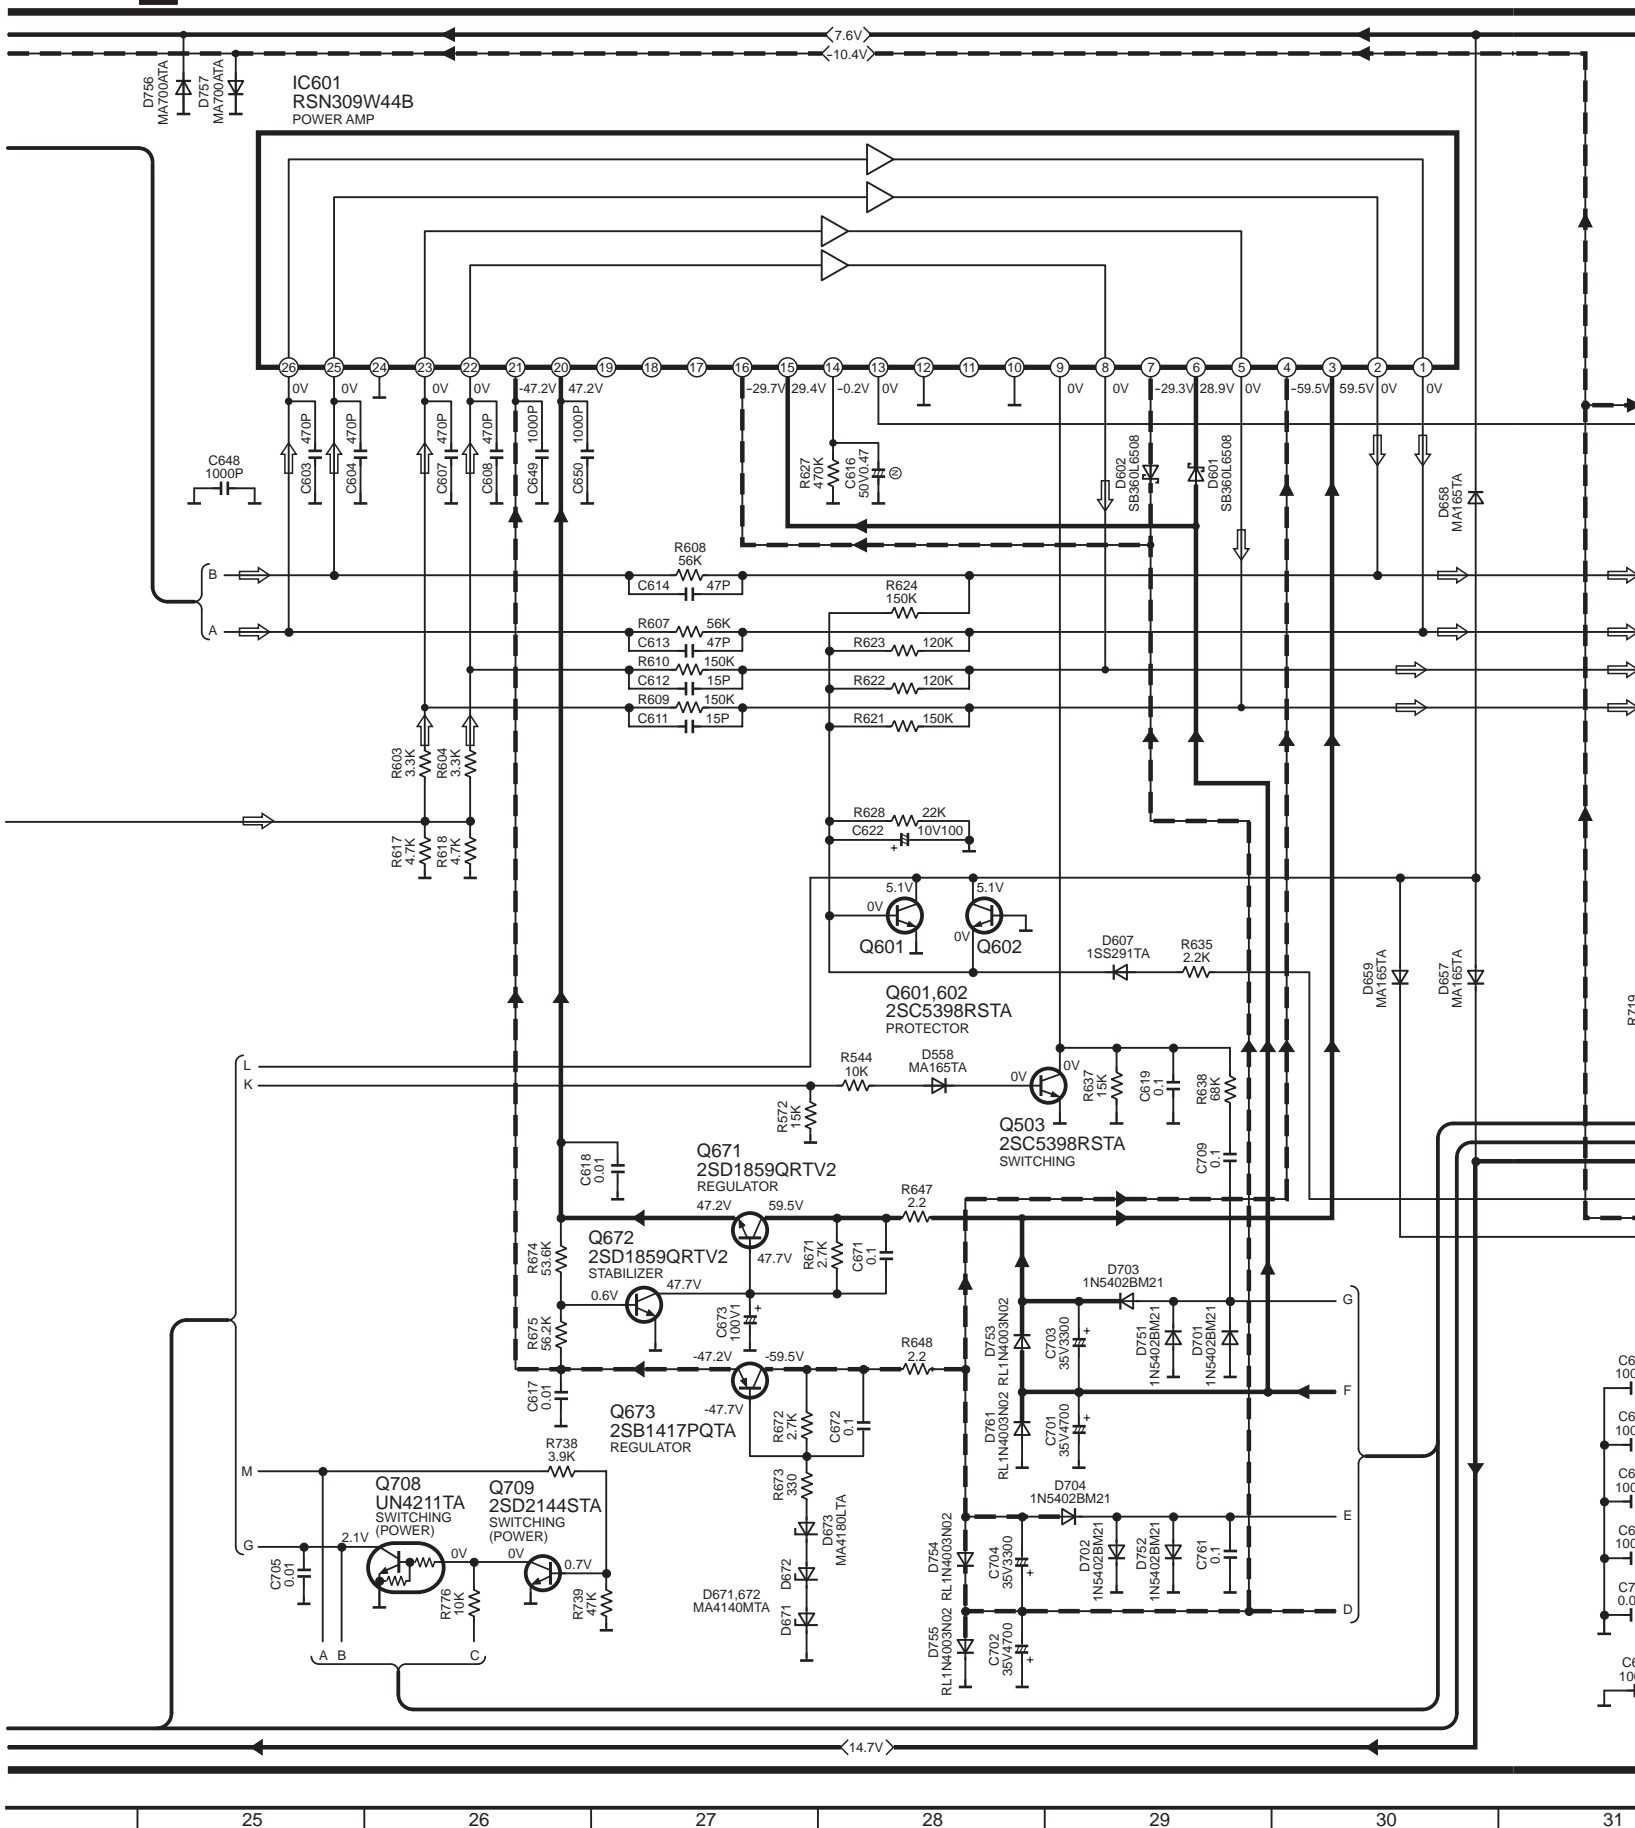 7.6V
-10.4V
D756
MA700ATA
D757
MA700ATA
IC601
RSN309W44B
POWER AMP
26 25 24 23 22 21 20 19 18 17 16 15 14 13 12 11 10 9 8 7 6 5 4 3 2 1
0V 0V 0V 0V -47.2V 47.2V -29.7V 29.4V -0.2V 0V 0V 0V -29.3V 28.9V 0V -59.5V 59.5V 0V 0V
C648
1000P
C603
470P
C604
470P
C607
470P
C608
470P
C649
1000P
C650
1000P
R627
470K
C616
50V0.47
N
D602
SB360L6508
D601
SB360L6508
D658
MA165TA
B
A
R608
56K
C614 47P
R607 56K
C613 47P
R610 150K
C612 15P
R609 150K
C611 15P
R624
150K
R623 120K
R622 120K
R621 150K
R603
3.3K
R604
3.3K
R617
4.7K
R618
4.7K
R628 22K
C622 10V100
+
5.1V 5.1V
0V
Q601
0V
Q602
D607
1SS291TA
R635
2.2K
D659
MA165TA
D657
MA165TA
R719
Q601,602
2SC5398RSTA
PROTECTOR
L
K
R544
10K
D558
MA165TA
R572
15K
0V 0V
Q503
2SC5398RSTA
SWITCHING
R637
15K
C619
0.1
R638
68K
C709
0.1
C618
0.01
Q671
2SD1859QRTV2
REGULATOR
47.2V 59.5V
47.7V
R647
2.2
R674
53.6K
Q672
2SD1859QRTV2
STABILIZER
47.7V
0.6V
R671
2.7K
C671
0.1
C673
100V1
+
R675
56.2K
R648
2.2
-47.2V -59.5V
-47.7V
C617
0.01
Q673
2SB1417PQTA
REGULATOR
R672
2.7K
C672
0.1
R673
330
D673
MA4180LTA
D672
D671
D671,672
MA4140MTA
D703
1N5402BM21
G
D753
RL1N4003N02
C703
35V3300
+
D751
1N5402BM21
D701
1N5402BM21
F
D761
RL1N4003N02
C701
35V4700
+
D704
1N5402BM21
E
D754
RL1N4003N02
C704
35V3300
+
D702
1N5402BM21
D752
1N5402BM21
C761
0.1
D
D755
RL1N4003N02
C702
35V4700
+
M
R738
3.9K
Q708
UN4211TA
SWITCHING
(POWER)
Q709
2SD2144STA
SWITCHING
(POWER)
G
2.1V
0V 0V 0.7V
C705
0.01
R776
10K
R739
47K
A B C
C6
100
C6
100
C6
100
C6
100
C7
0.0
C6
10
14.7V
25 26 27 28 29 30 31